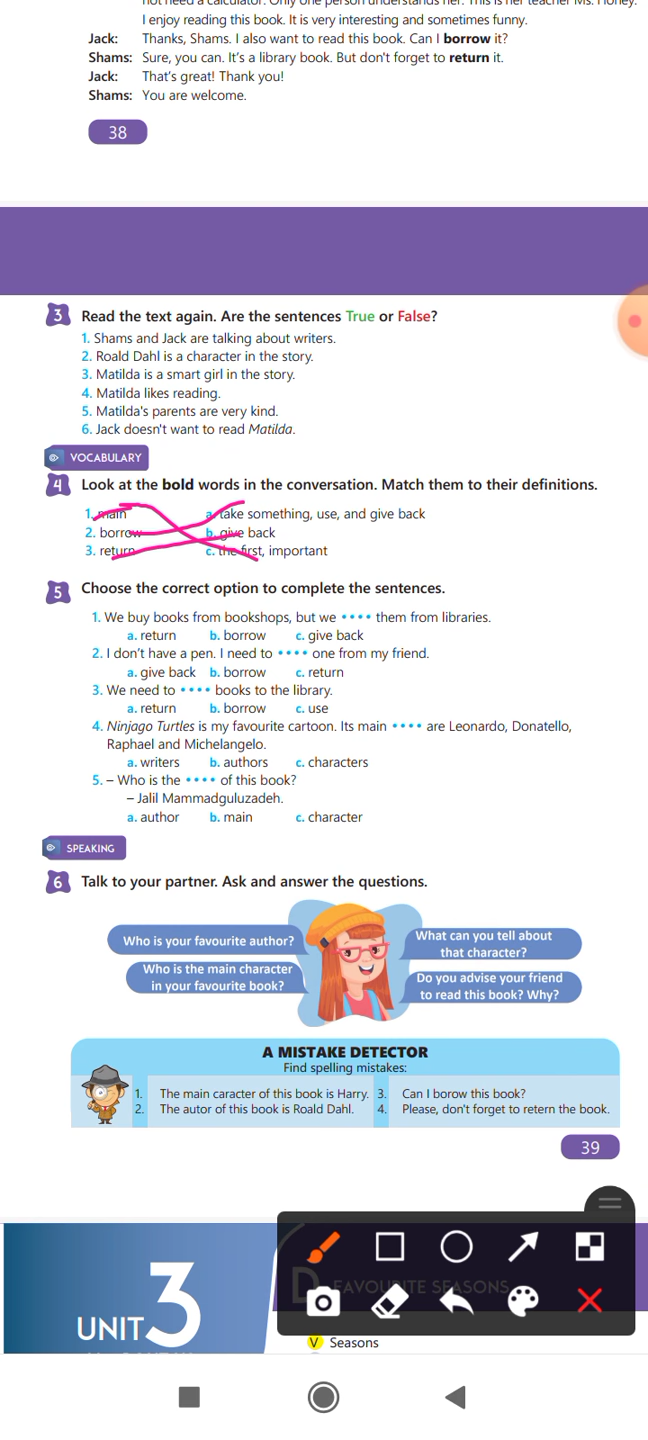 I enjoy reading this book. It is very interesting and sometimes funny.
Jack: Thanks, Shams. I also want to read this book. Can I borrow it?
Shams: Sure, you can. It's a library book. But don't forget to return it.
Jack: That's great! Thank you!
Shams: You are welcome.
38
3 Read the text again. Are the sentences True or False?
1. Shams and Jack are talking about writers.
2. Roald Dahl is a character in the story.
3. Matilda is a smart girl in the story.
4. Matilda likes reading.
5. Matilda's parents are very kind.
6. Jack doesn't want to read Matilda.
VOCABULARY
4 Look at the bold words in the conversation. Match them to their definitions.
1. main a. take something, use, and give back
2. borrow b. give back
3. return c. the first, important
5 Choose the correct option to complete the sentences.
1. We buy books from bookshops, but we •••• them from libraries.
a. return b. borrow c. give back
2. I don't have a pen. I need to •••• one from my friend.
a. give back b. borrow c. return
3. We need to •••• books to the library.
a. return b. borrow c. use
4. Ninjago Turtles is my favourite cartoon. Its main •••• are Leonardo, Donatello,
Raphael and Michelangelo.
a. writers b. authors c. characters
5. – Who is the •••• of this book?
– Jalil Mammadguluzadeh.
a. author b. main c. character
SPEAKING
6 Talk to your partner. Ask and answer the questions.
Who is your favourite author?
What can you tell about
that character?
Who is the main character
in your favourite book?
Do you advise your friend
to read this book? Why?
A MISTAKE DETECTOR
Find spelling mistakes:
1. The main caracter of this book is Harry.
2. The autor of this book is Roald Dahl.
3. Can I borow this book?
4. Please, don't forget to retern the book.
39
UNIT 3
D FAVOURITE SEASONS
V Seasons